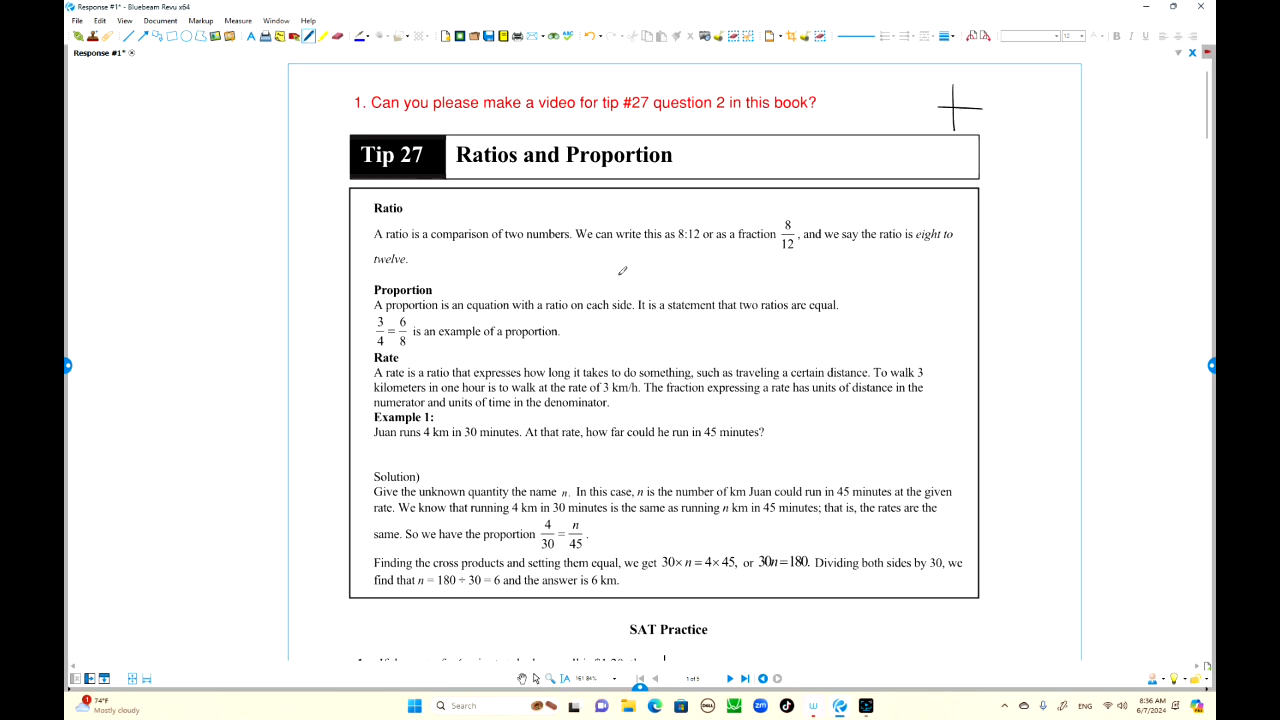 Response #1* - Bluebeam Revu x64
File Edit View Document Markup Measure Window Help
Response #1*
1. Can you please make a video for tip #27 question 2 in this book?
Tip 27 Ratios and Proportion
Ratio
A ratio is a comparison of two numbers. We can write this as 8:12 or as a fraction 8/12, and we say the ratio is eight to
twelve.
Proportion
A proportion is an equation with a ratio on each side. It is a statement that two ratios are equal.
3/4 = 6/8 is an example of a proportion.
Rate
A rate is a ratio that expresses how long it takes to do something, such as traveling a certain distance. To walk 3
kilometers in one hour is to walk at the rate of 3 km/h. The fraction expressing a rate has units of distance in the
numerator and units of time in the denominator.
Example 1:
Juan runs 4 km in 30 minutes. At that rate, how far could he run in 45 minutes?
Solution)
Give the unknown quantity the name n. In this case, n is the number of km Juan could run in 45 minutes at the given
rate. We know that running 4 km in 30 minutes is the same as running n km in 45 minutes; that is, the rates are the
same. So we have the proportion 4/30 = n/45.
Finding the cross products and setting them equal, we get 30×n=4×45, or 30n=180. Dividing both sides by 30, we
find that n = 180 ÷ 30 = 6 and the answer is 6 km.
SAT Practice
161.84% 1 of 5
74°F
Mostly cloudy
Search
ENG
8:36 AM
6/7/2024